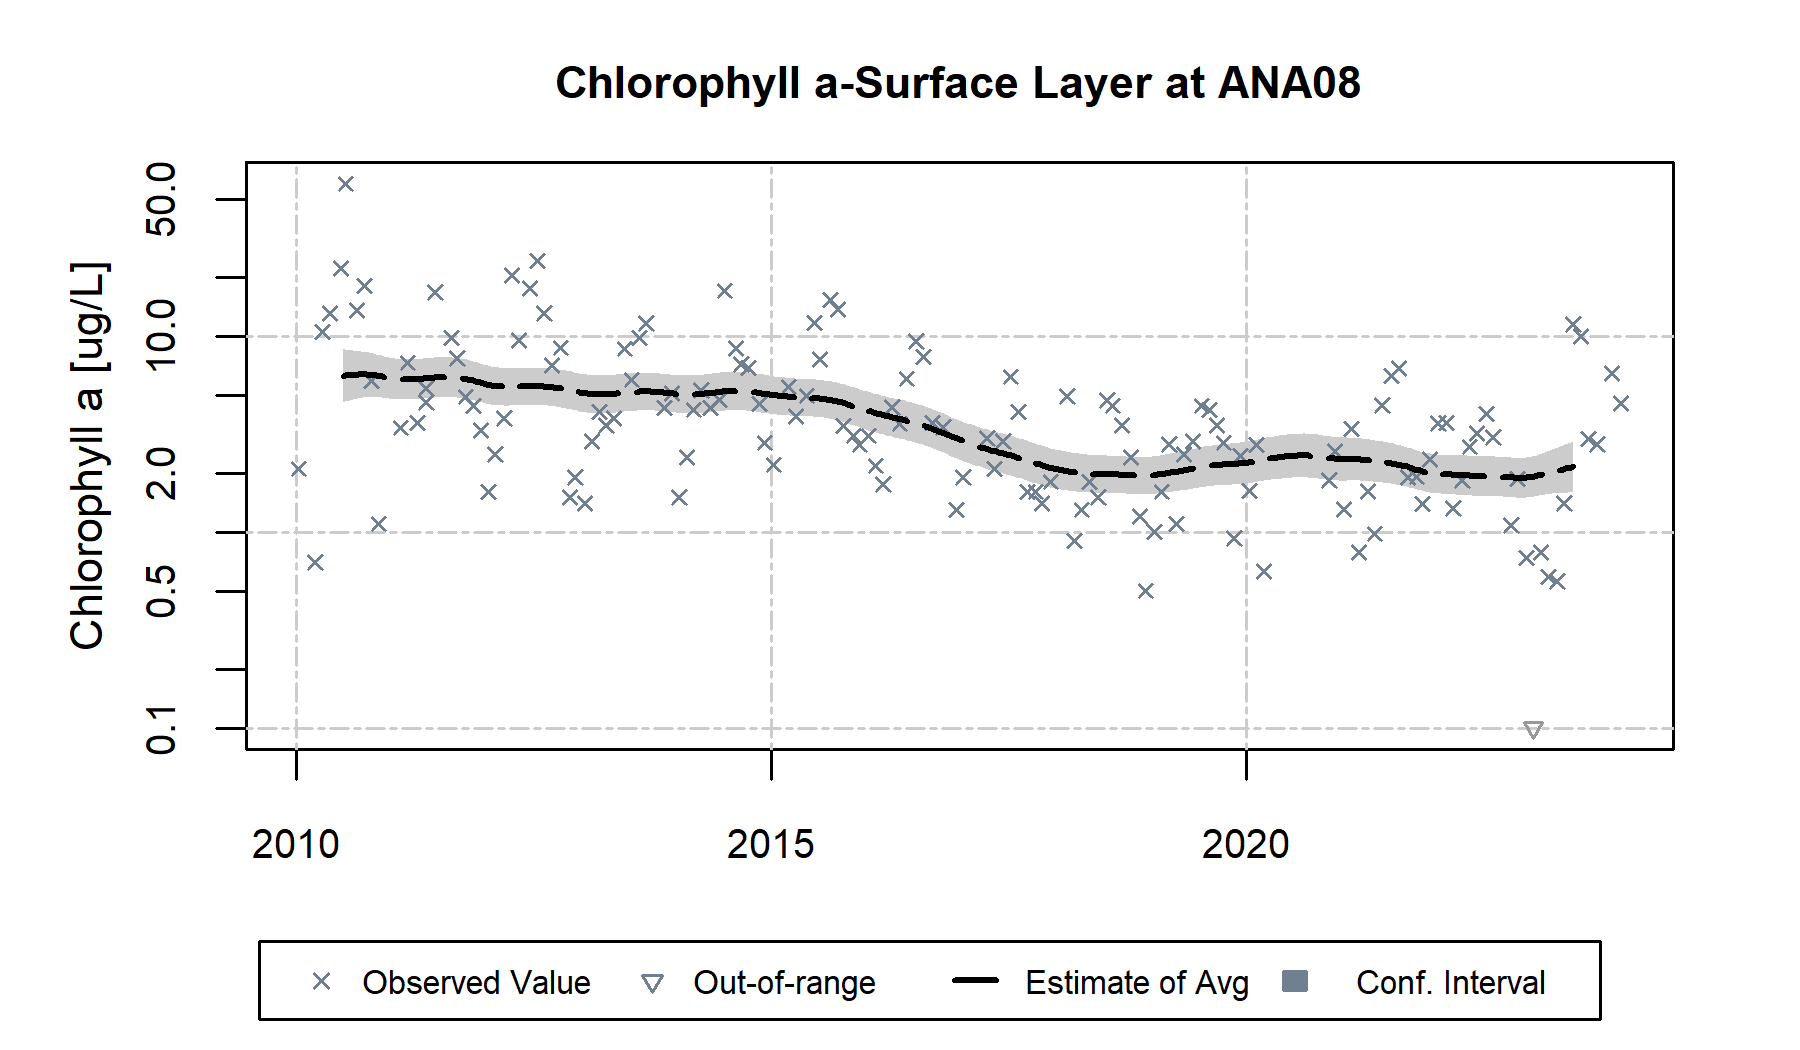 Chlorophyll a-Surface Layer at ANA08
Chlorophyll a [ug/L]
50.0
10.0
2.0
0.5
0.1
2010 2015 2020
Observed Value Out-of-range Estimate of Avg Conf. Interval